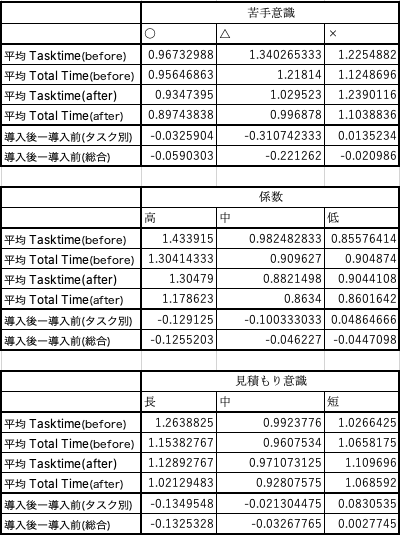 苦手意識
○ △ ×
平均 Tasktime(before) 0.96732988 1.340265333 1.2254882
平均 Total Time(before) 0.95646863 1.21814 1.1248696
平均 Tasktime(after) 0.9347395 1.029523 1.2390116
平均 Total Time(after) 0.89743838 0.996878 1.1038836
導入後ー導入前(タスク別) -0.0325904 -0.310742333 0.0135234
導入後ー導入前(総合) -0.0590303 -0.221262 -0.020986
係数
高 中 低
平均 Tasktime(before) 1.433915 0.982482833 0.85576414
平均 Total Time(before) 1.30414333 0.909627 0.904874
平均 Tasktime(after) 1.30479 0.8821498 0.9044108
平均 Total Time(after) 1.178623 0.8634 0.8601642
導入後ー導入前(タスク別) -0.129125 -0.100333033 0.04864666
導入後ー導入前(総合) -0.1255203 -0.046227 -0.0447098
見積もり意識
長 中 短
平均 Tasktime(before) 1.2638825 0.9923776 1.0266425
平均 Total Time(before) 1.15382767 0.9607534 1.0658175
平均 Tasktime(after) 1.12892767 0.971073125 1.109696
平均 Total Time(after) 1.02129483 0.92807575 1.068592
導入後ー導入前(タスク別) -0.1349548 -0.021304475 0.0830535
導入後ー導入前(総合) -0.1325328 -0.03267765 0.0027745